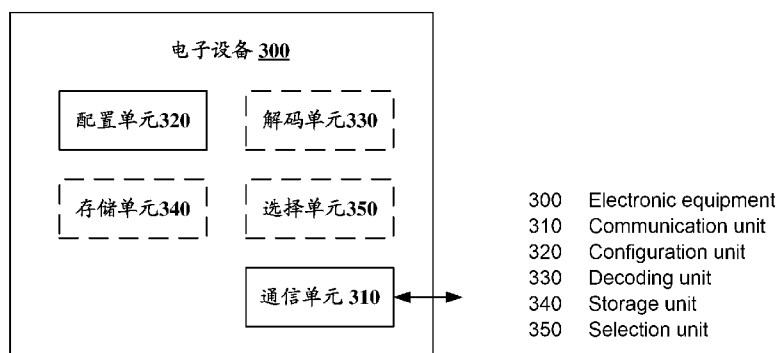 电子设备 300
配置单元320
解码单元330
存储单元340
选择单元350
通信单元 310
300 Electronic equipment
310 Communication unit
320 Configuration unit
330 Decoding unit
340 Storage unit
350 Selection unit